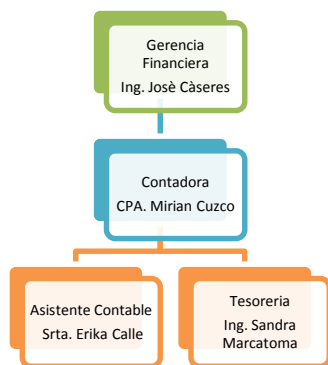 Gerencia
Financiera
Ing. Josè Càseres
Contadora
CPA. Mirian Cuzco
Asistente Contable
Srta. Erika Calle
Tesoreria
Ing. Sandra
Marcatoma